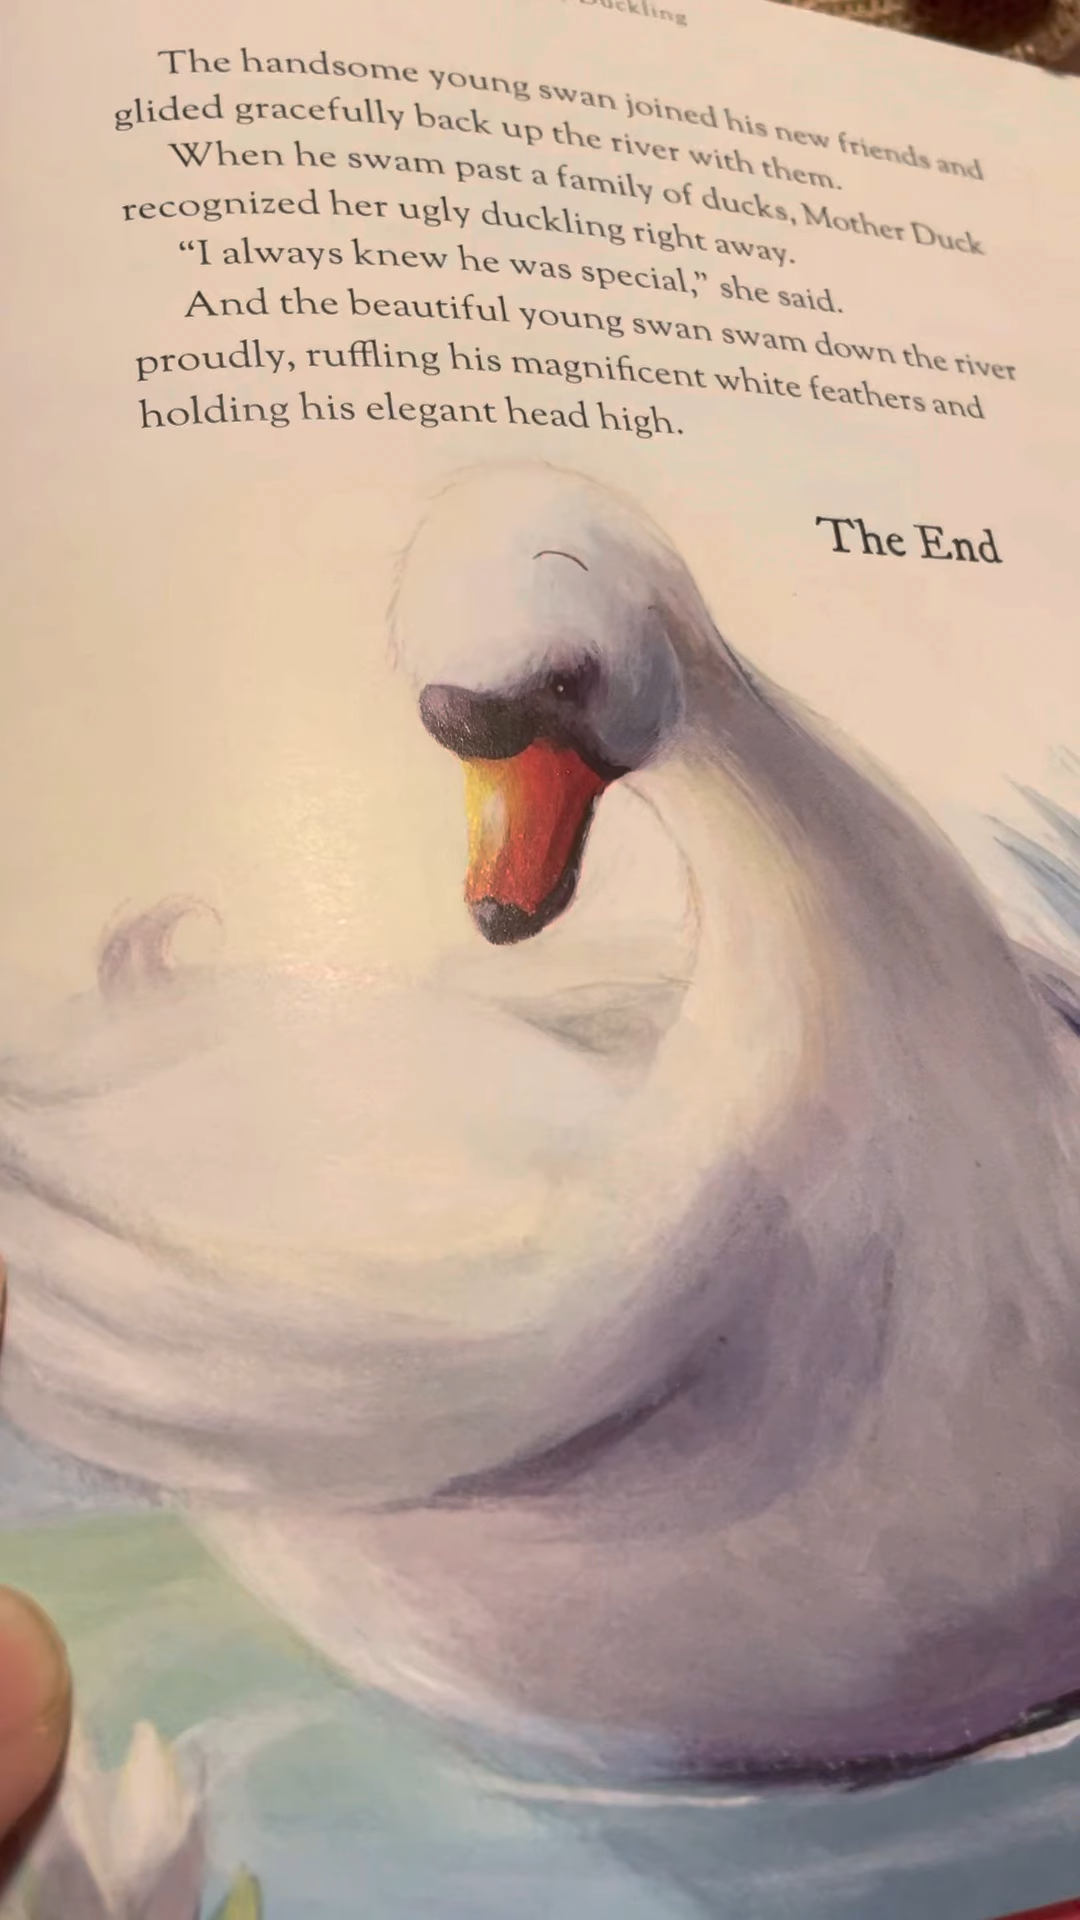 Duckling
The handsome young swan joined his new friends and
glided gracefully back up the river with them.
When he swam past a family of ducks, Mother Duck
recognized her ugly duckling right away.
“I always knew he was special,” she said.
And the beautiful young swan swam down the river
proudly, ruffling his magnificent white feathers and
holding his elegant head high.
The End